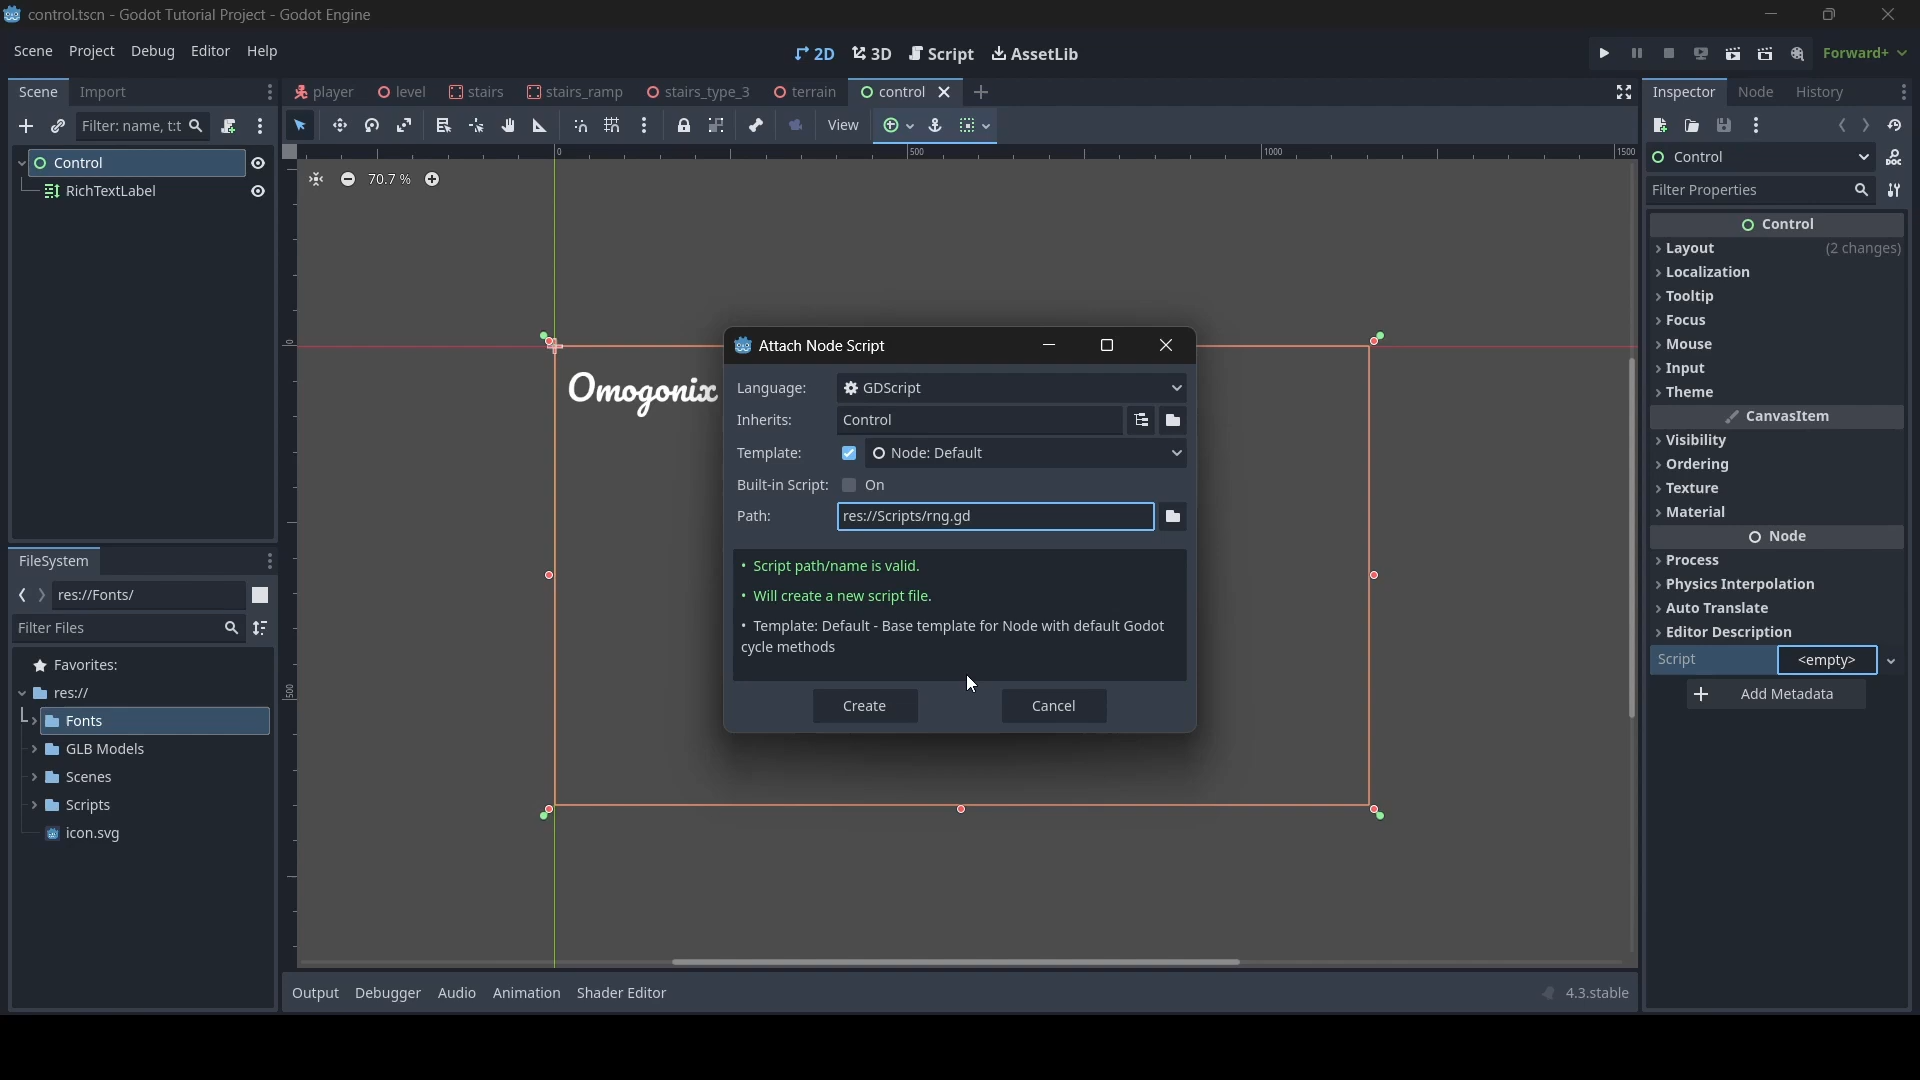 control.tscn - Godot Tutorial Project - Godot Engine
Scene Project Debug Editor Help
2D 3D Script AssetLib
Forward+
Scene Import
player level stairs stairs_ramp stairs_type_3 terrain control
Inspector Node History
Filter: name, t:t
View
Control
RichTextLabel
0 500 1000 1500
70.7 %
0
500
Omogonix
Attach Node Script
Language: GDScript
Inherits: Control
Template: Node: Default
Built-in Script: On
Path: res://Scripts/rng.gd
• Script path/name is valid.
• Will create a new script file.
• Template: Default - Base template for Node with default Godot
cycle methods
Create Cancel
FileSystem
res://Fonts/
Filter Files
Favorites:
res://
Fonts
GLB Models
Scenes
Scripts
icon.svg
Output Debugger Audio Animation Shader Editor
4.3.stable
Control
Filter Properties
Control
Layout (2 changes)
Localization
Tooltip
Focus
Mouse
Input
Theme
CanvasItem
Visibility
Ordering
Texture
Material
Node
Process
Physics Interpolation
Auto Translate
Editor Description
Script <empty>
Add Metadata